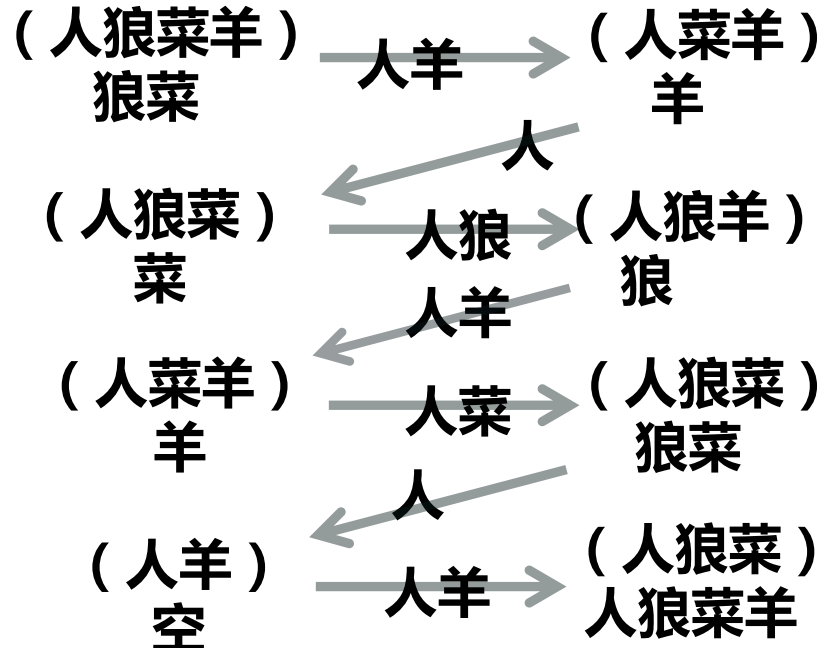 （人狼菜羊）
狼菜
人羊
（人菜羊）
羊
人
（人狼菜）
菜
人狼
（人狼羊）
狼
人羊
（人菜羊）
羊
人菜
（人狼菜）
狼菜
人
（人羊）
空
人羊
（人狼菜）
人狼菜羊